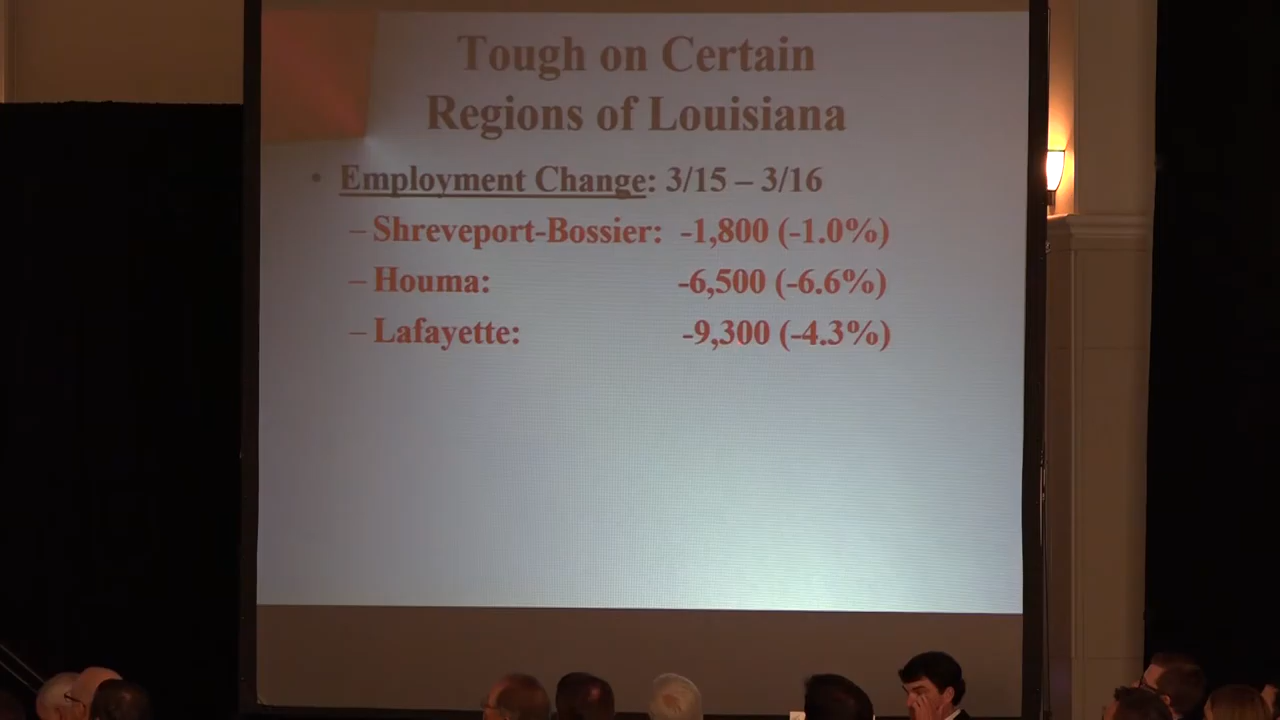 Tough on Certain
Regions of Louisiana
• Employment Change: 3/15 – 3/16
– Shreveport-Bossier: -1,800 (-1.0%)
– Houma: -6,500 (-6.6%)
– Lafayette: -9,300 (-4.3%)